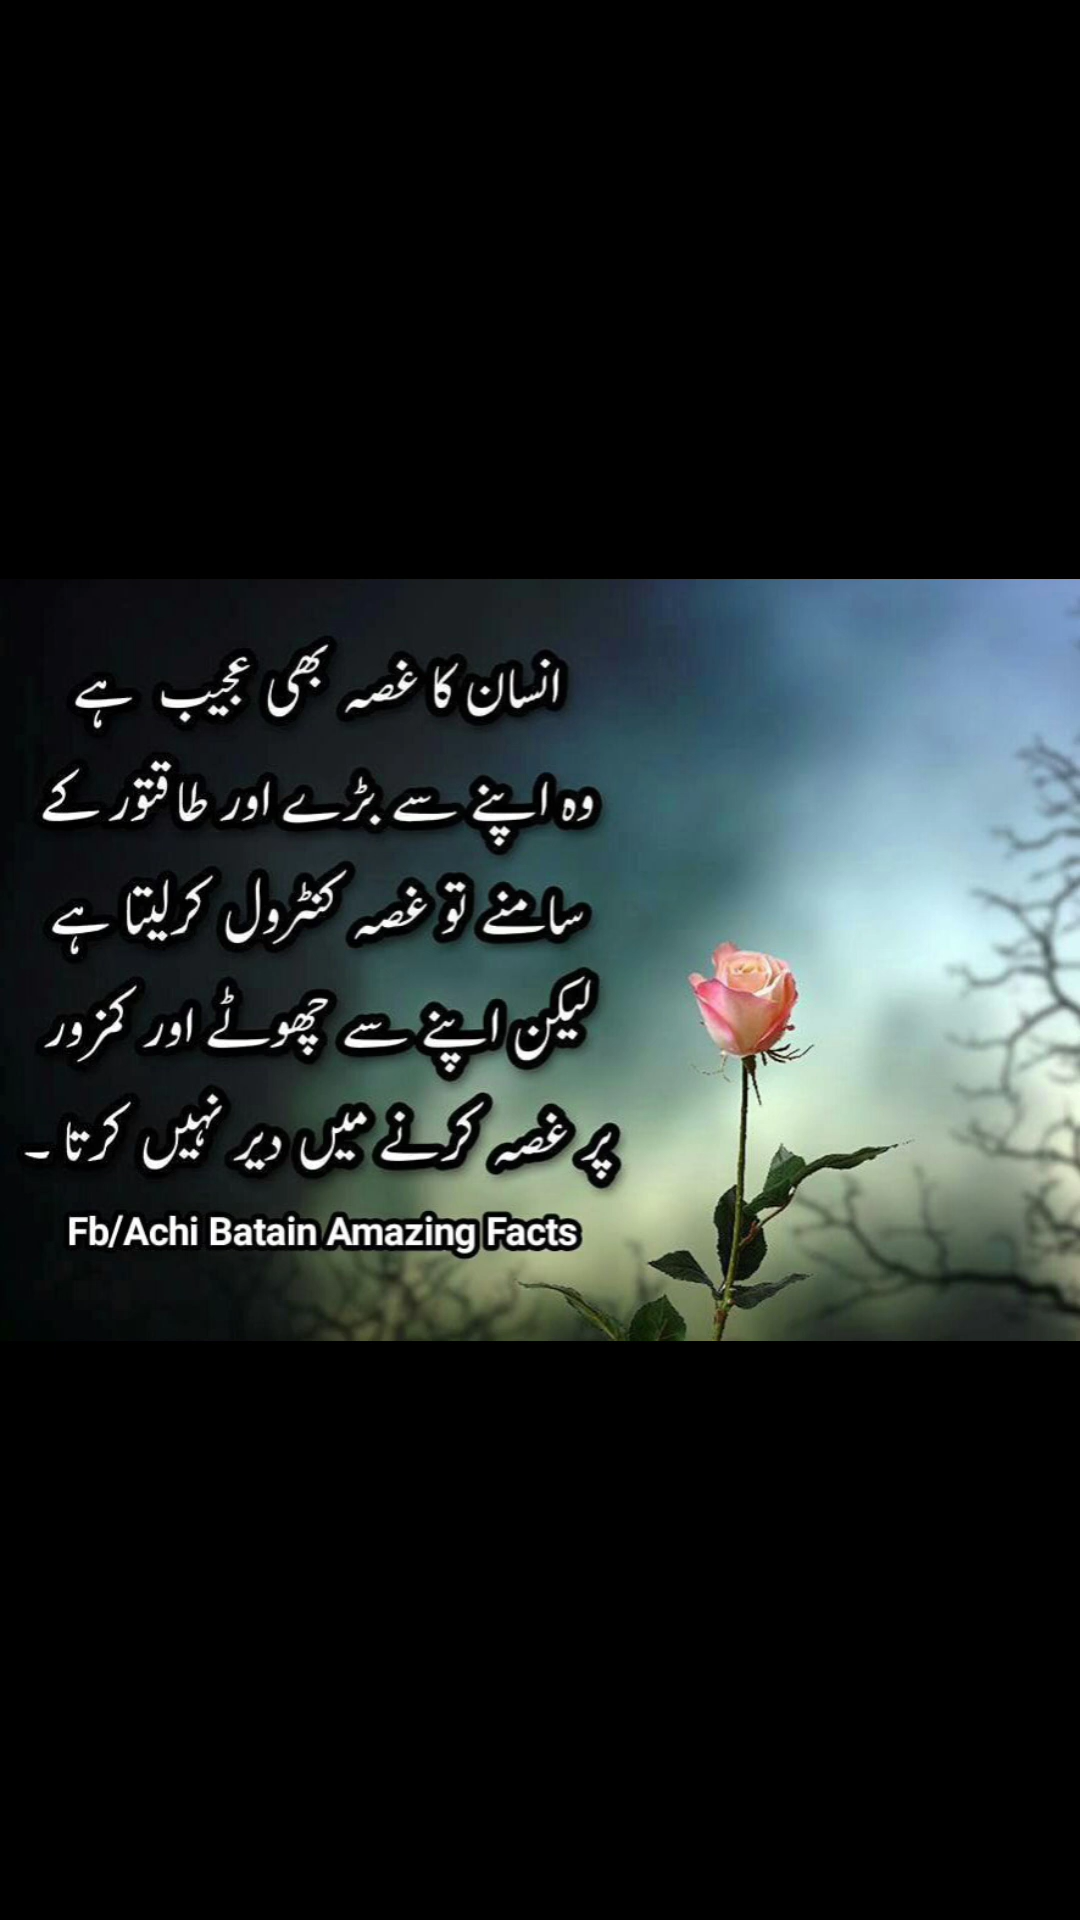 انسان کا غصہ بھی عجیب ہے
وہ اپنے سے بڑے اور طاقتور کے
سامنے تو غصہ کنٹرول کرلیتا ہے
لیکن اپنے سے چھوٹے اور کمزور
پر غصہ کرنے میں دیر نہیں کرتا ۔
Fb/Achi Batain Amazing Facts